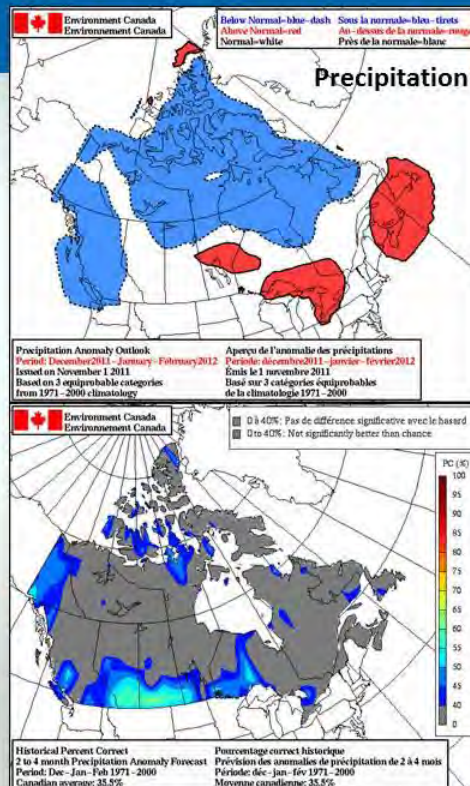 Environment Canada
Environnement Canada
Below Normal=blue-dash Sous la normale=bleu-tirets
Above Normal=red Au-dessus de la normale=rouge
Normal=white Près de la normale=blanc
Precipitation
Precipitation Anomaly Outlook Aperçu de l'anomalie des précipitations
Period: December2011-January-February2012 Période: décembre2011-janvier-février2012
Issued on November 1 2011 Émis le 1 novembre 2011
Based on 3 equiprobable categories Basé sur 3 catégories équiprobables
from 1971-2000 climatology de la climatologie 1971-2000
Environment Canada
Environnement Canada
0 à 40%: Pas de différence significative avec le hasard
0 to 40%: Not significantly better than chance
PC (%)
100
95
90
85
80
75
70
65
60
55
50
45
40
0
Historical Percent Correct Pourcentage correct historique
2 to 4 month Precipitation Anomaly Forecast Prévision des anomalies de précipitation de 2 à 4 mois
Period: Dec-Jan-Feb 1971-2000 Période: déc-jan-fév 1971-2000
Canadian average: 35.5% Moyenne canadienne: 35.5%